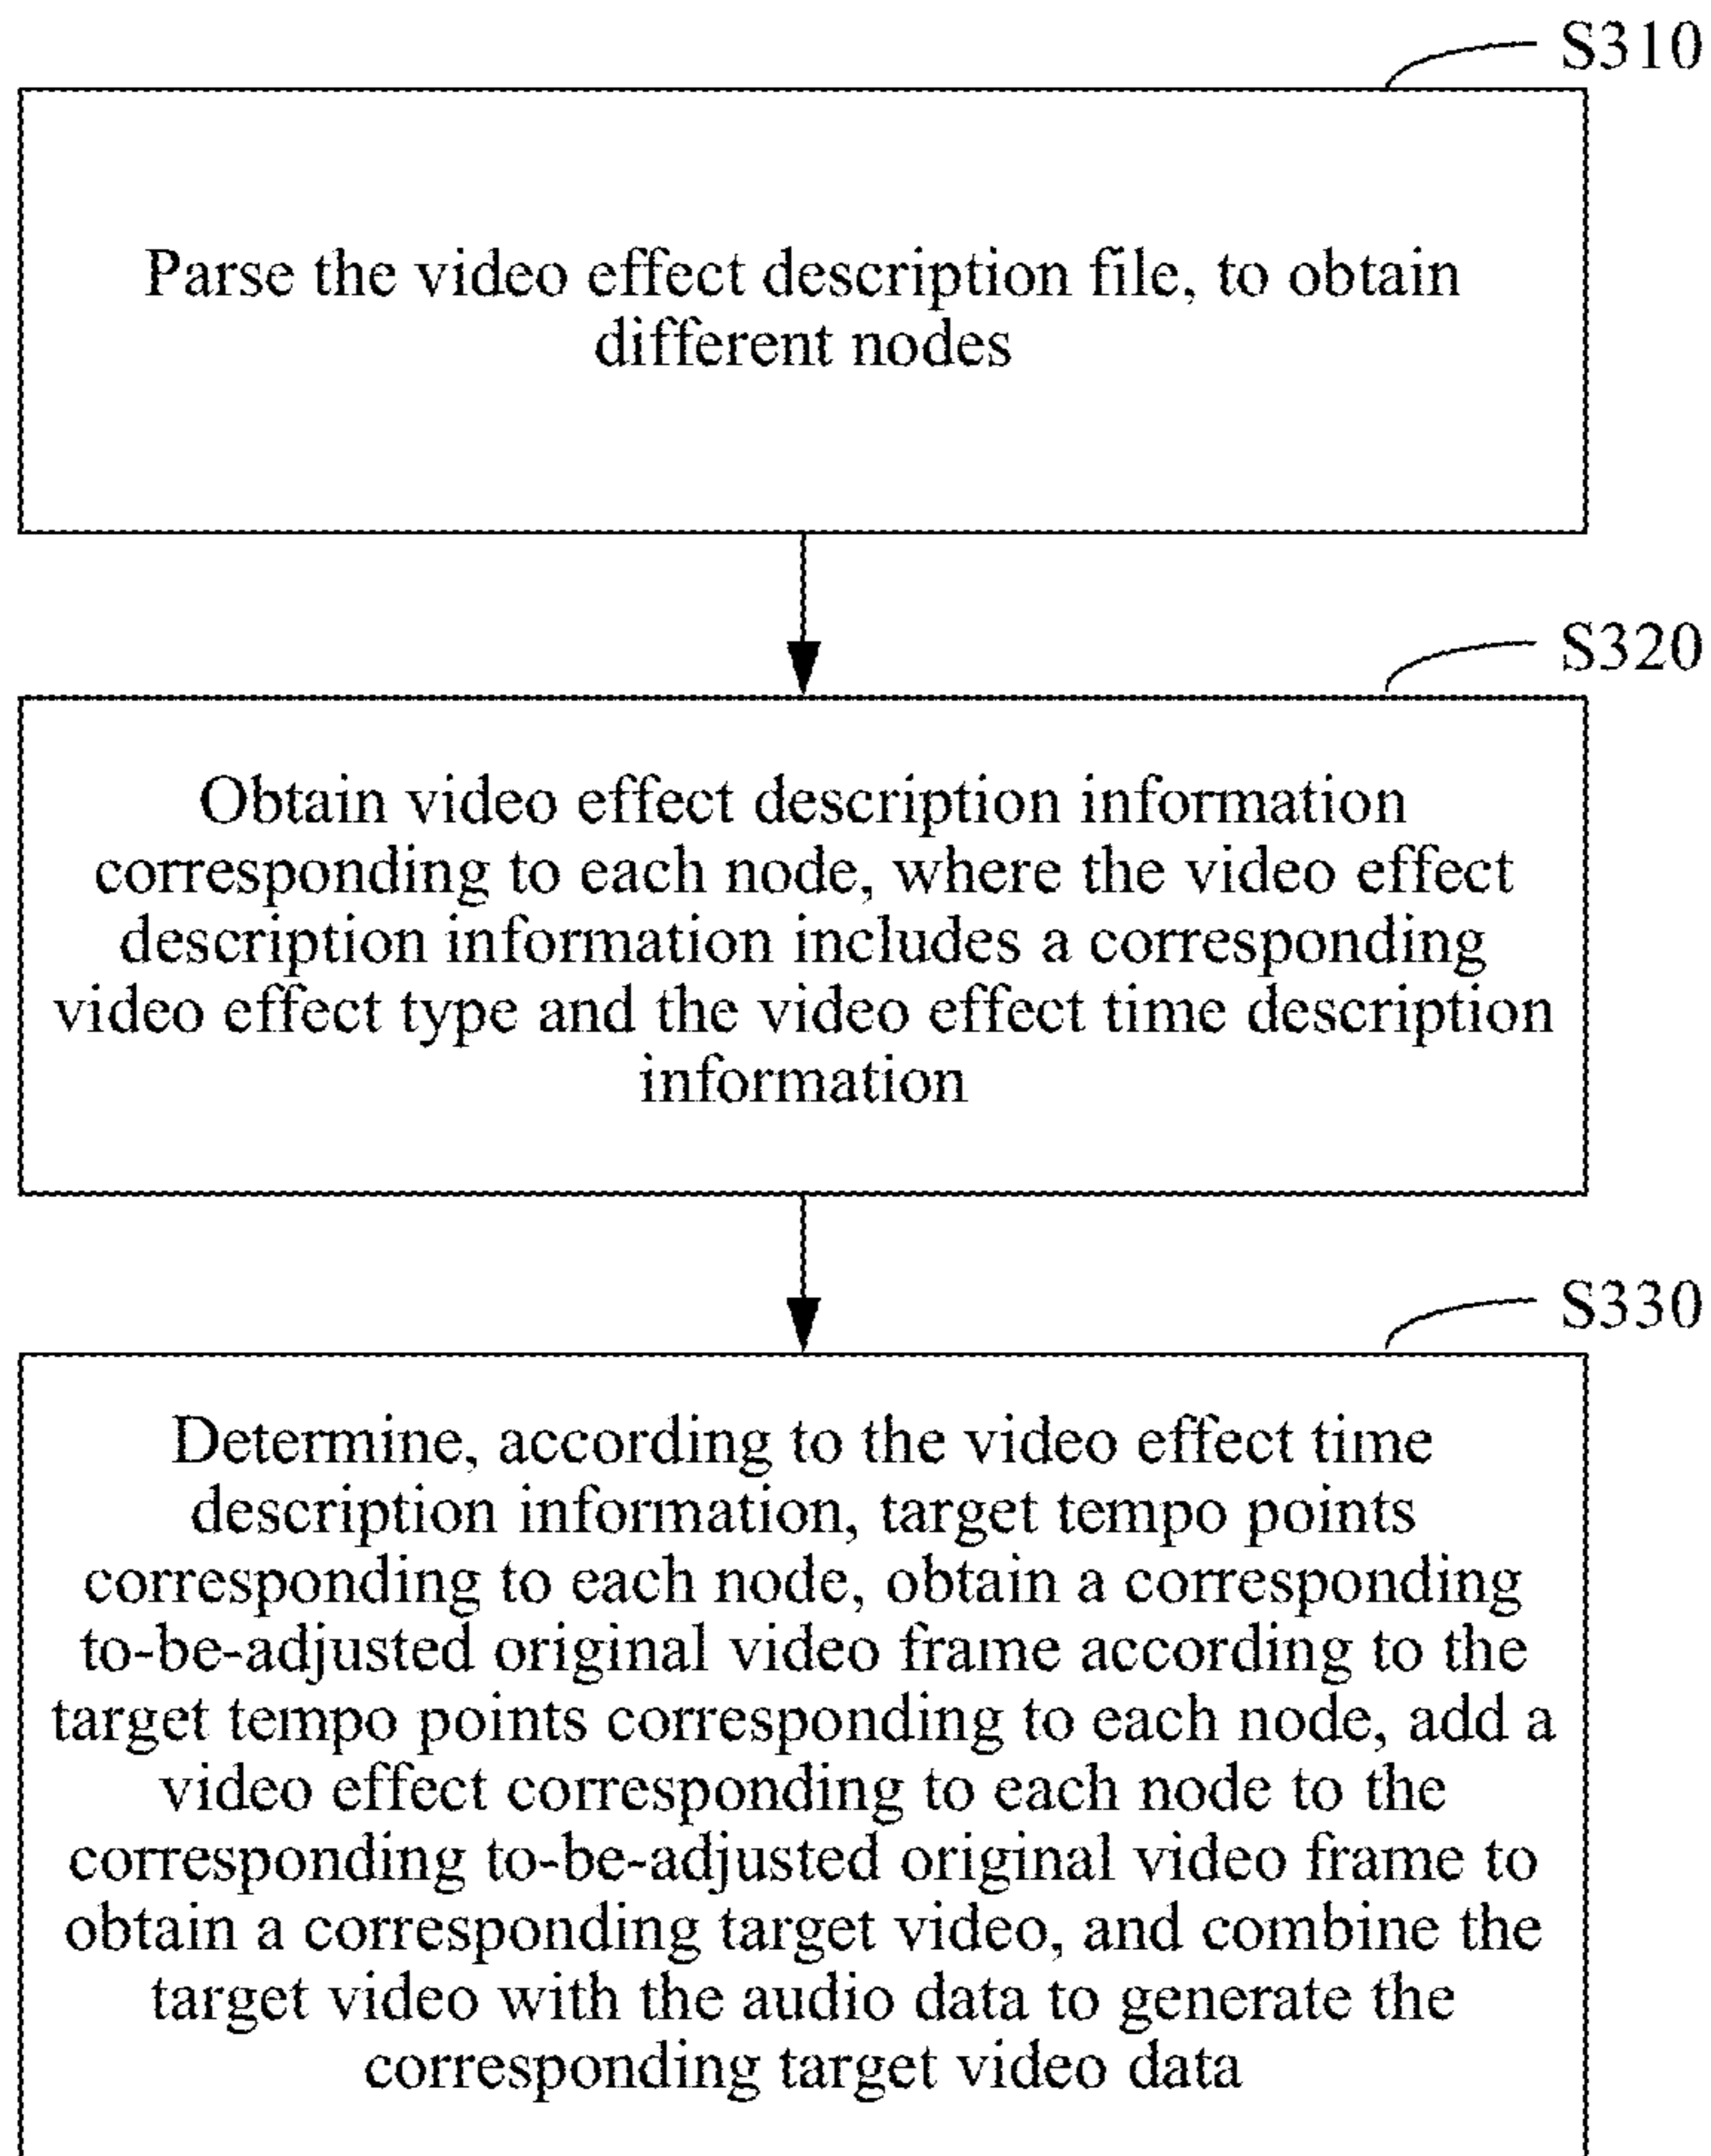 S310
Parse the video effect description file, to obtain
different nodes
S320
Obtain video effect description information
corresponding to each node, where the video effect
description information includes a corresponding
video effect type and the video effect time description
information
S330
Determine, according to the video effect time
description information, target tempo points
corresponding to each node, obtain a corresponding
to-be-adjusted original video frame according to the
target tempo points corresponding to each node, add a
video effect corresponding to each node to the
corresponding to-be-adjusted original video frame to
obtain a corresponding target video, and combine the
target video with the audio data to generate the
corresponding target video data